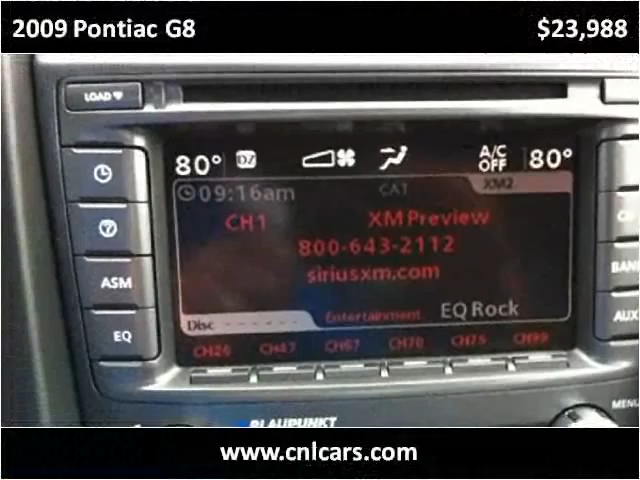 2009 Pontiac G8 $23,988
LOAD
80° A/C OFF 80°
09:16am CAT XM2
CH1 XM Preview
800-643-2112
ASM siriusxm.com BAND
EQ Rock AUX
Disc ------ Entertainment
EQ
CH26 CH47 CH67 CH70 CH75 CH99
MENU
BLAUPUNKT
www.cnlcars.com